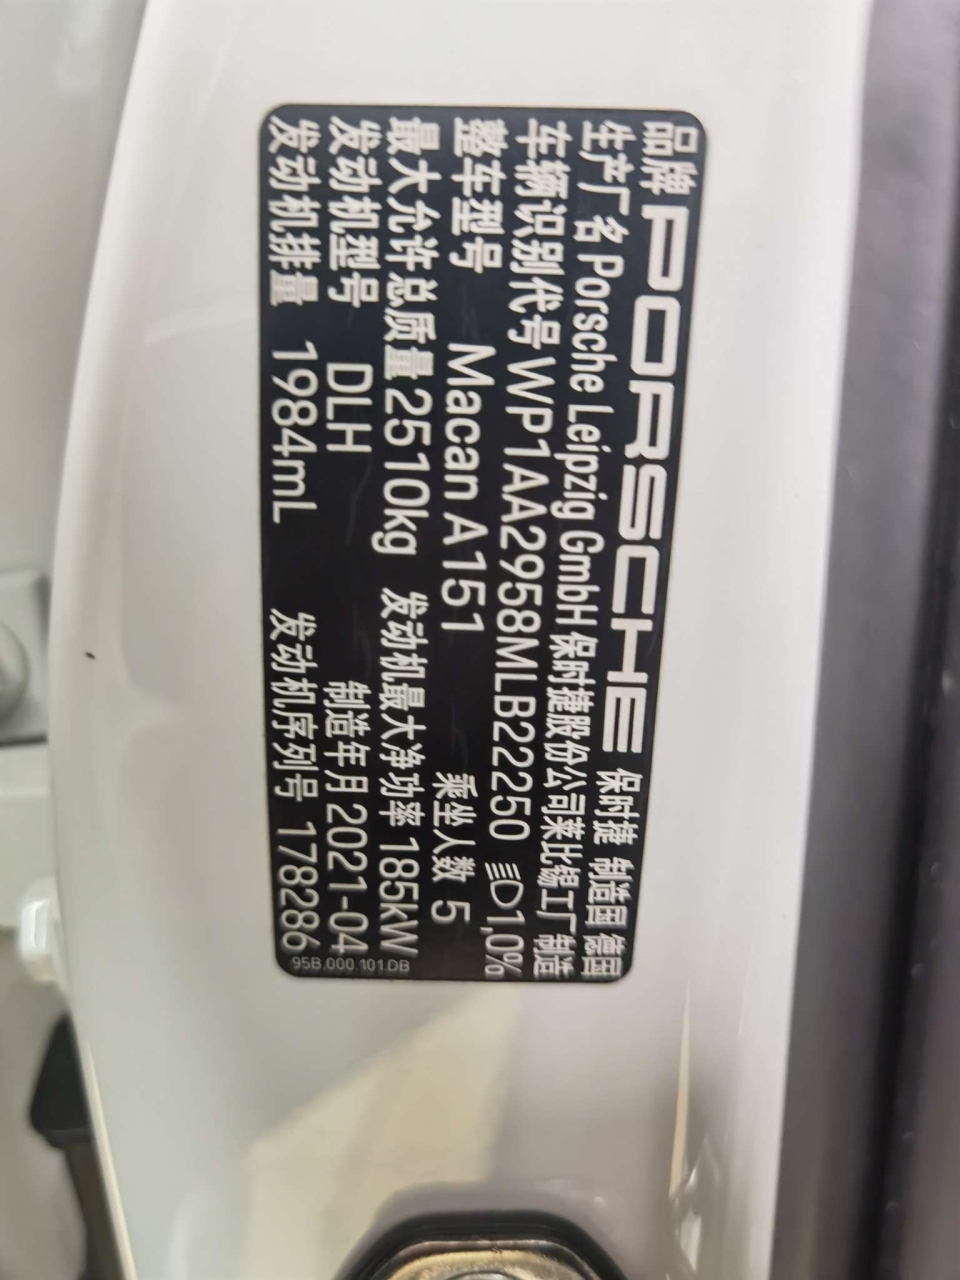 品牌 PORSCHE 保时捷 制造国 德国
生产厂名 Porsche Leipzig GmbH 保时捷股份公司莱比锡工厂 制造
车辆识别代号 WP1AA2958MLB22250 1,0%
整车型号 Macan A151 乘坐人数 5
最大允许总质量 2510kg 发动机最大净功率 185kW
发动机型号 DLH 制造年月 2021-04
发动机排量 1984mL 发动机序列号 178286
95B.000.101.DB